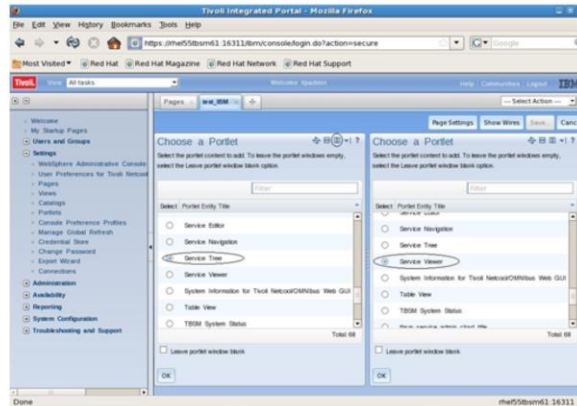 Tivoli Integrated Portal - Mozilla Firefox
File Edit View History Bookmarks Tools Help
https://rhel55tbsm61:16311/ibm/console/login.do?action=secure
Google
Most Visited Red Hat Red Hat Magazine Red Hat Network Red Hat Support
Tivoli. View: All tasks Welcome tipadmin Help Communities Logout IBM
Pages test_IBM --- Select Action ---
Page Settings Show Wires Save... Canc
Welcome
My Startup Pages
Users and Groups
Settings
WebSphere Administrative Console
User Preferences for Tivoli Netcool
Pages
Views
Catalogs
Portlets
Console Preference Profiles
Manage Global Refresh
Credential Store
Change Password
Export Wizard
Connections
Administration
Availability
Reporting
System Configuration
Troubleshooting and Support
Choose a Portlet
Select the portlet content to add. To leave the portlet windows empty,
select the Leave portlet window blank option.
Filter
Select Portlet Entity Title
Service Editor
Service Navigation
Service Tree
Service Viewer
System Information for Tivoli Netcool/OMNIbus Web GUI
Table View
TBSM System Status
Total: 68
Leave portlet window blank
OK
Choose a Portlet
Select the portlet content to add. To leave the portlet windows empty,
select the Leave portlet window blank option.
Filter
Select Portlet Entity Title
Service Editor
Service Navigation
Service Tree
Service Viewer
System Information for Tivoli Netcool/OMNIbus Web GUI
Table View
TBSM System Status
Total: 68
Leave portlet window blank
OK
Done
rhel55tbsm61:16311